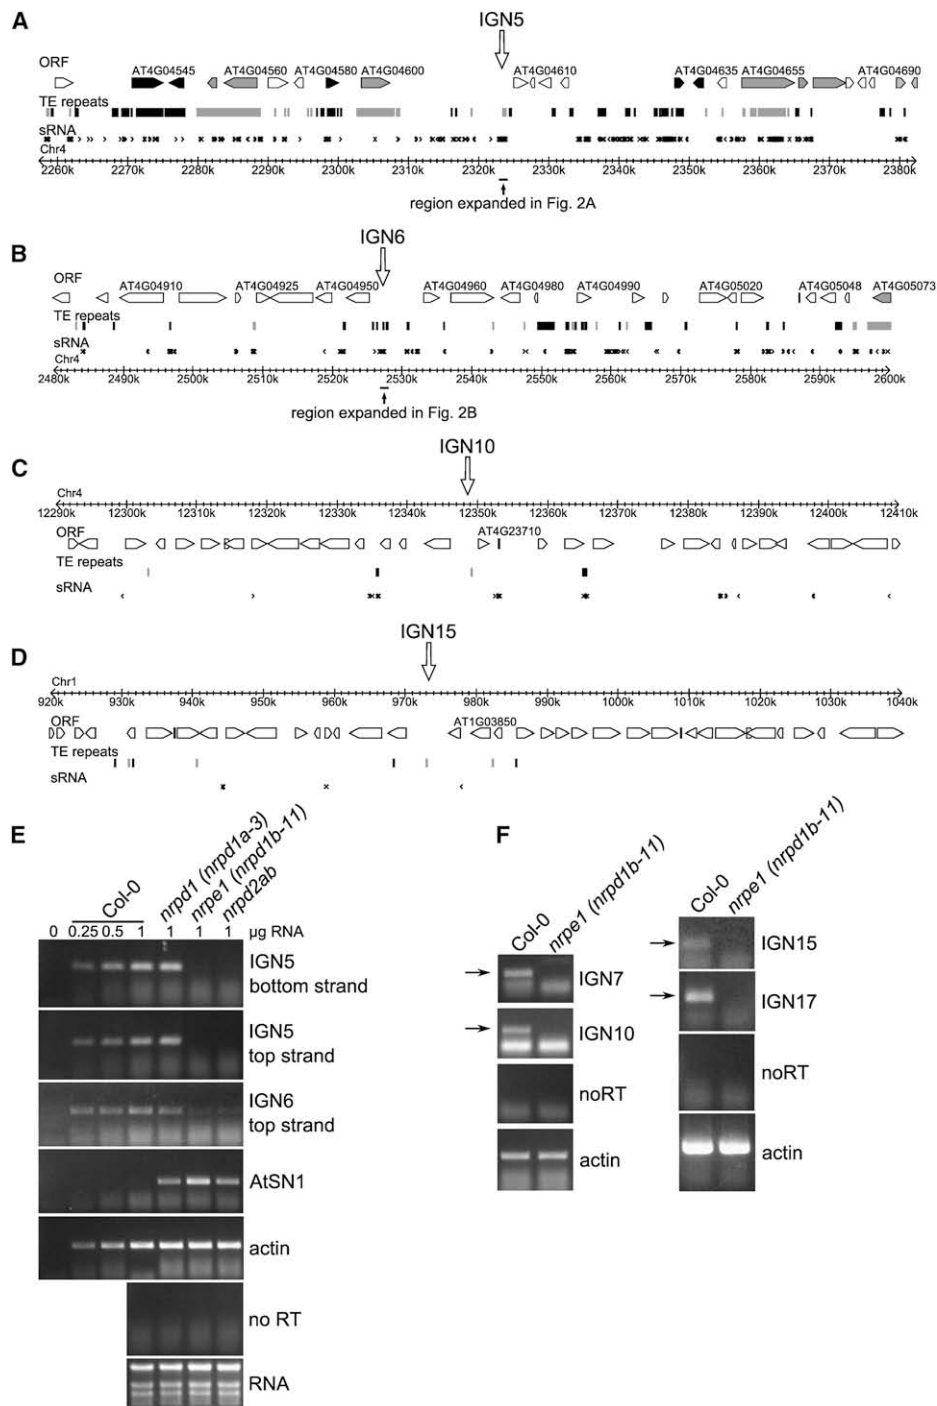 A
IGN5
ORF
AT4G04545 AT4G04560 AT4G04580 AT4G04600 AT4G04610 AT4G04635 AT4G04655 AT4G04690
TE repeats
sRNA
Chr4
2260k 2270k 2280k 2290k 2300k 2310k 2320k 2330k 2340k 2350k 2360k 2370k 2380k
region expanded in Fig. 2A
B
IGN6
ORF
AT4G04910 AT4G04925 AT4G04950 AT4G04960 AT4G04980 AT4G04990 AT4G05020 AT4G05048 AT4G05073
TE repeats
sRNA
Chr4
2480k 2490k 2500k 2510k 2520k 2530k 2540k 2550k 2560k 2570k 2580k 2590k 2600k
region expanded in Fig. 2B
C
IGN10
Chr4
12290k 12300k 12310k 12320k 12330k 12340k 12350k 12360k 12370k 12380k 12390k 12400k 12410k
ORF
AT4G23710
TE repeats
sRNA
D
IGN15
Chr1
920k 930k 940k 950k 960k 970k 980k 990k 1000k 1010k 1020k 1030k 1040k
ORF
AT1G03850
TE repeats
sRNA
E
Col-0 nrpd1 (nrpd1a-3) nrpe1 (nrpd1b-11) nrpd2ab
0 0.25 0.5 1 1 1 1 µg RNA
IGN5
bottom strand
IGN5
top strand
IGN6
top strand
AtSN1
actin
no RT
RNA
F
Col-0 nrpe1 (nrpd1b-11)
IGN7
IGN10
noRT
actin
Col-0 nrpe1 (nrpd1b-11)
IGN15
IGN17
noRT
actin